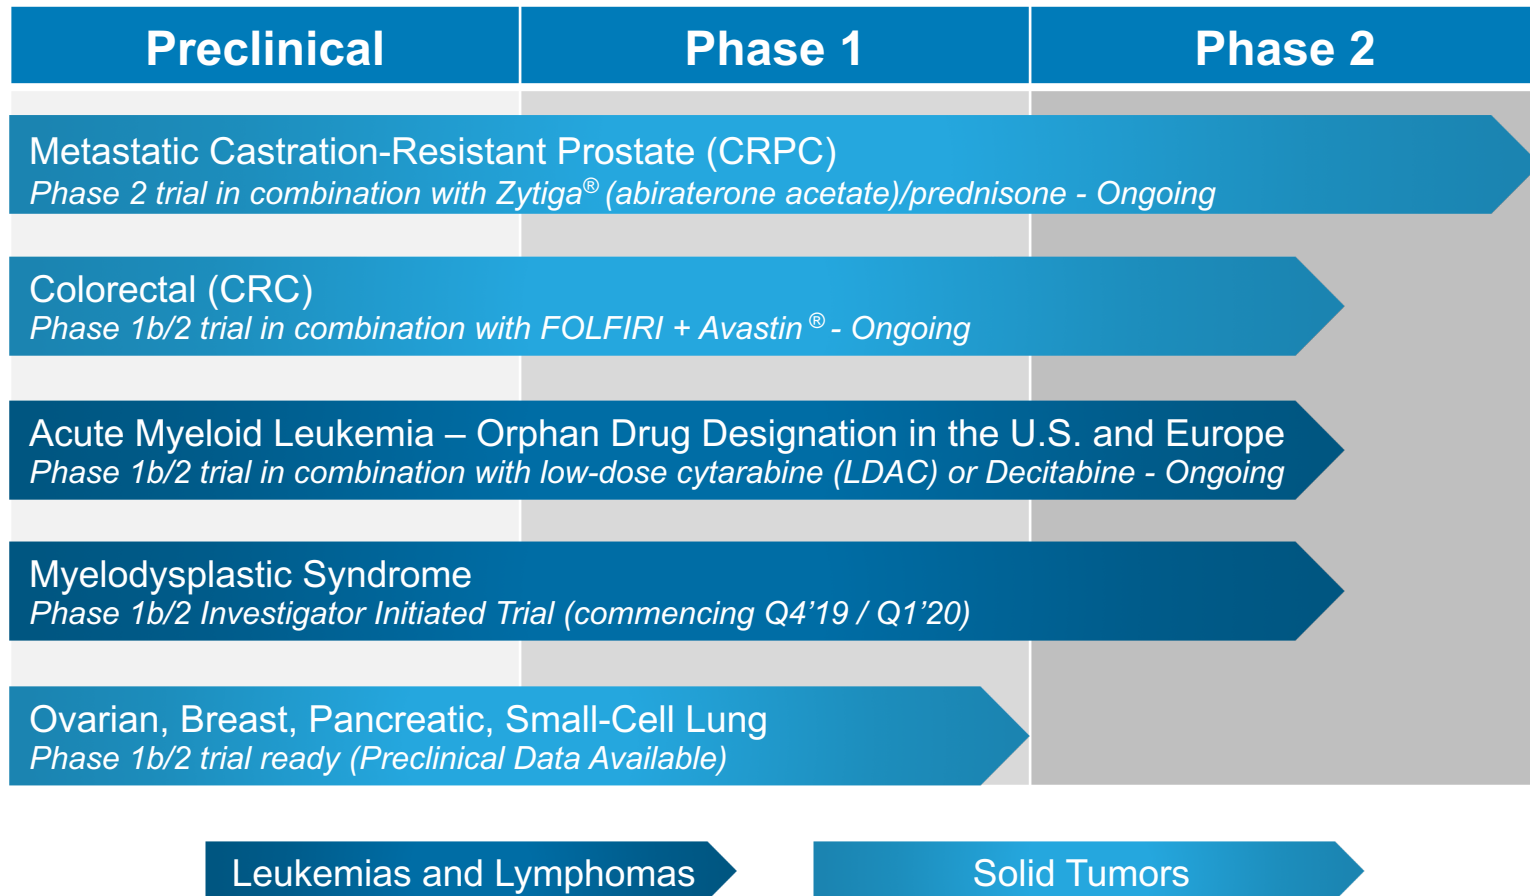 Preclinical Phase 1 Phase 2
Metastatic Castration-Resistant Prostate (CRPC)
Phase 2 trial in combination with Zytiga® (abiraterone acetate)/prednisone - Ongoing
Colorectal (CRC)
Phase 1b/2 trial in combination with FOLFIRI + Avastin ® - Ongoing
Acute Myeloid Leukemia – Orphan Drug Designation in the U.S. and Europe
Phase 1b/2 trial in combination with low-dose cytarabine (LDAC) or Decitabine - Ongoing
Myelodysplastic Syndrome
Phase 1b/2 Investigator Initiated Trial (commencing Q4’19 / Q1’20)
Ovarian, Breast, Pancreatic, Small-Cell Lung
Phase 1b/2 trial ready (Preclinical Data Available)
Leukemias and Lymphomas Solid Tumors